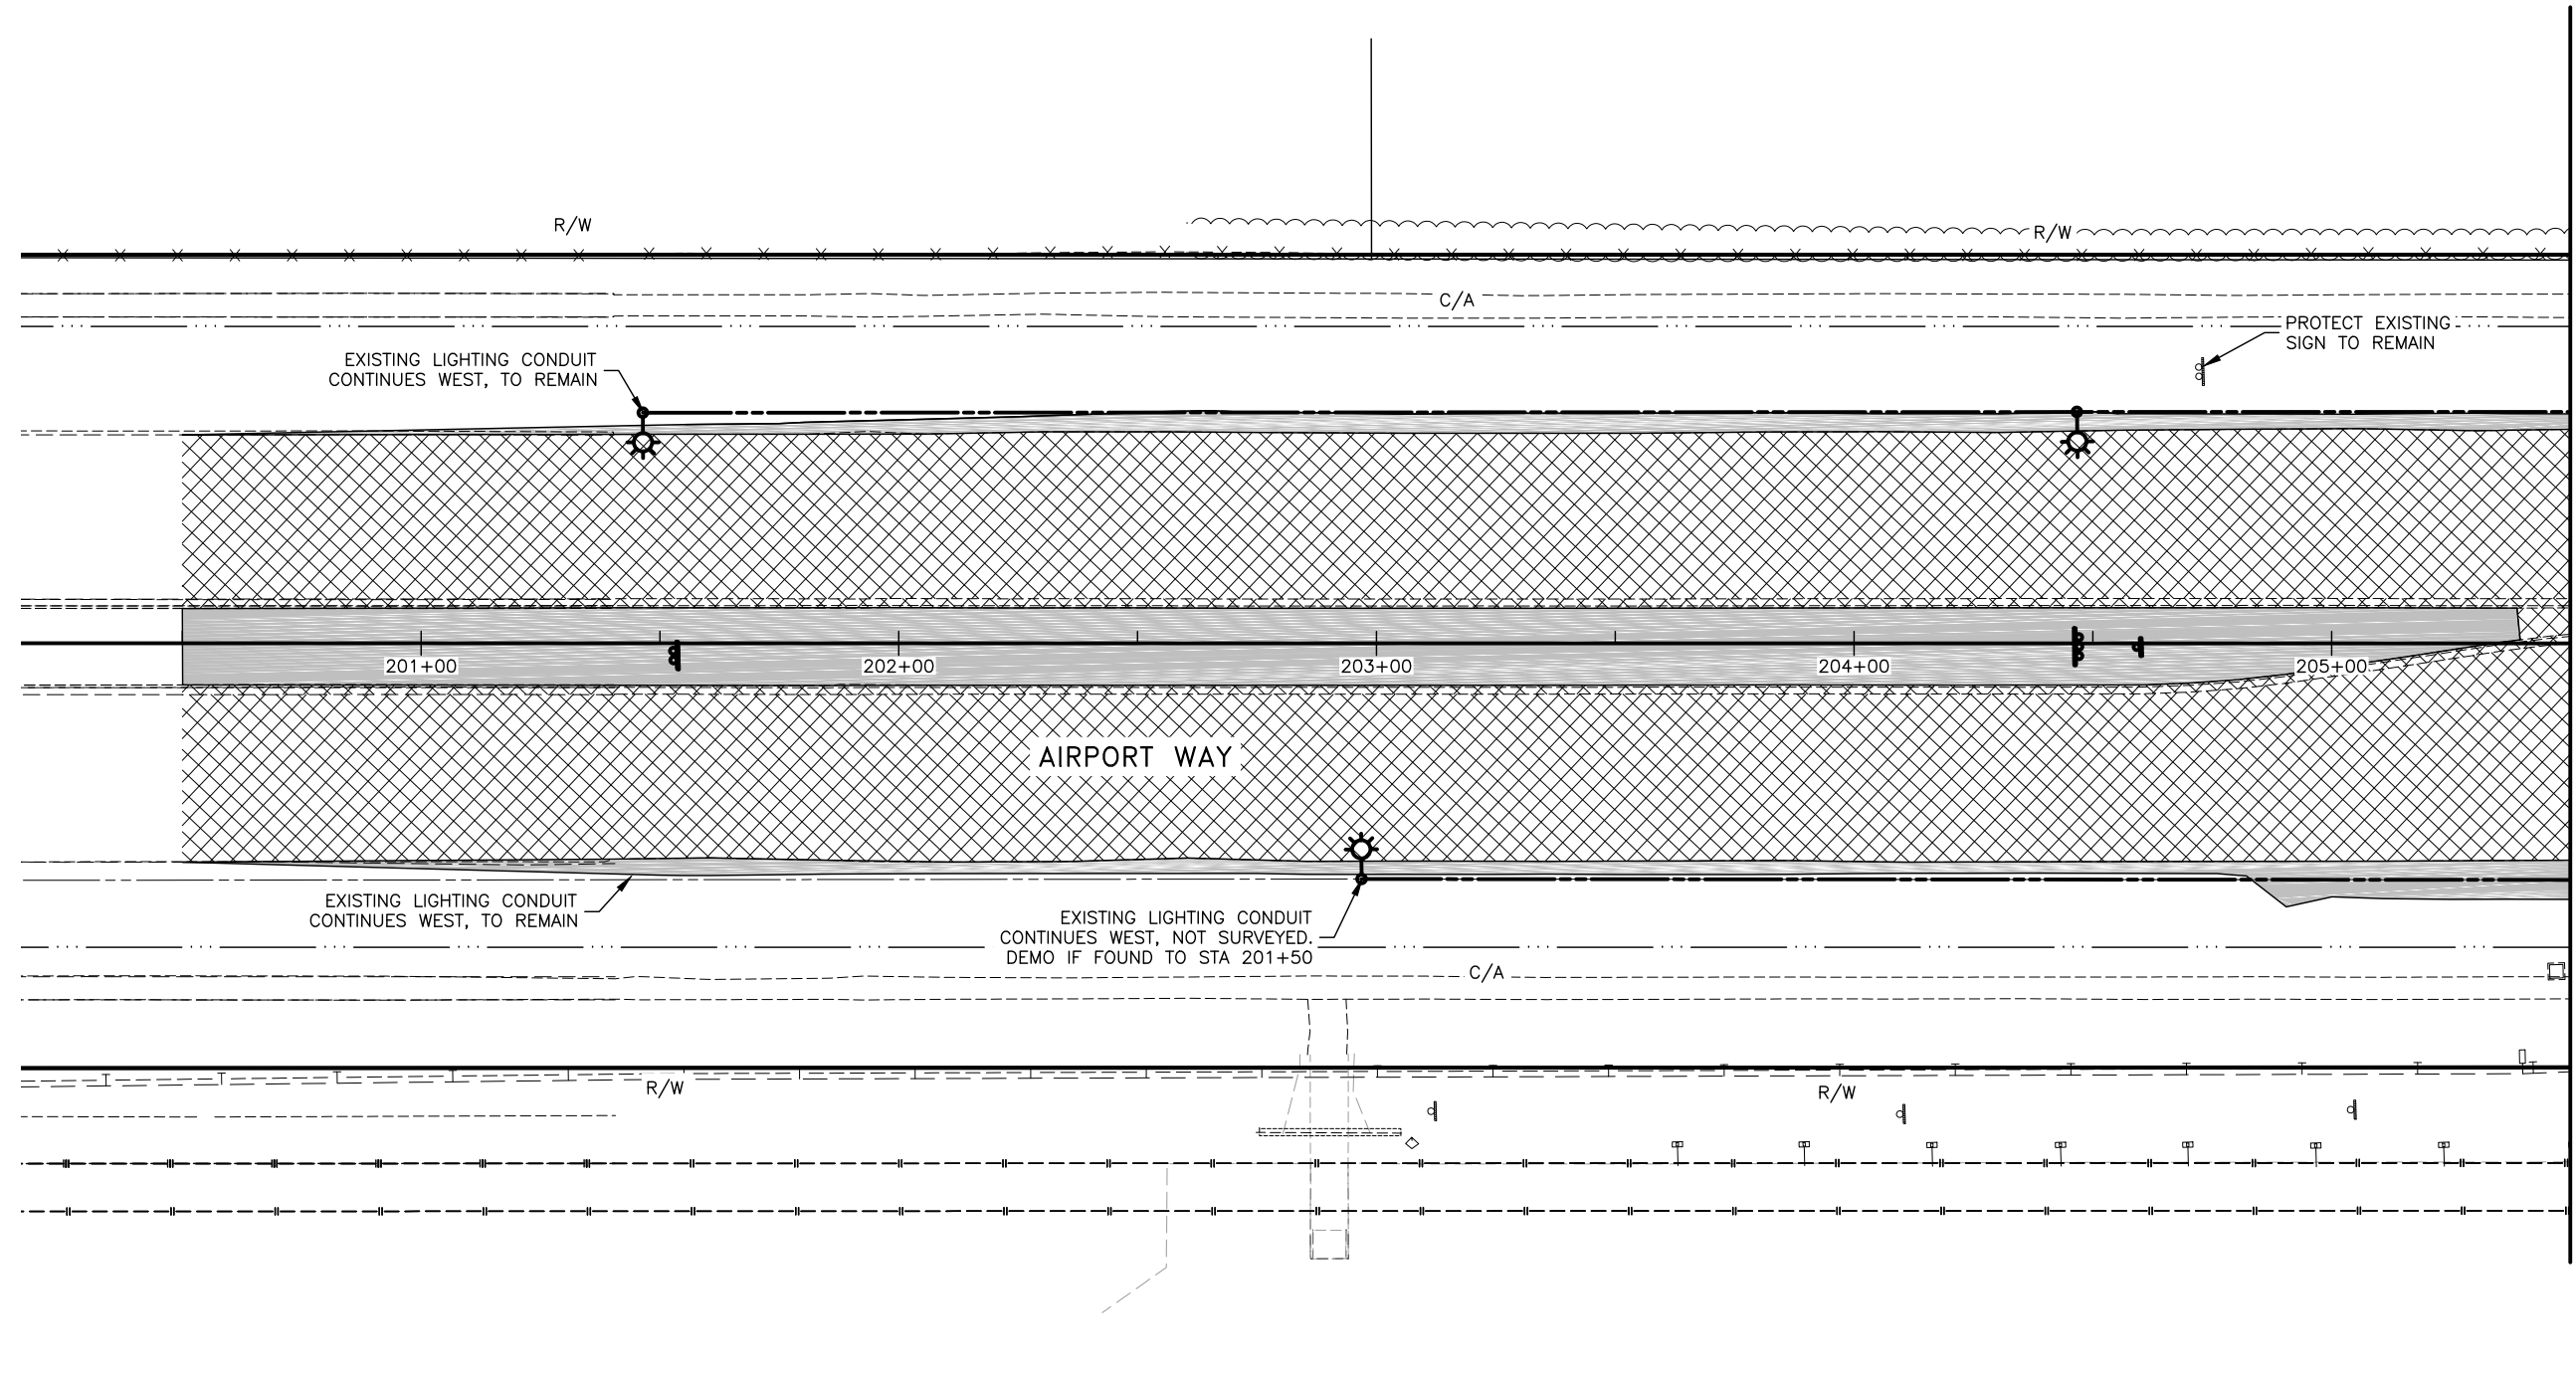 R/W
R/W
C/A
PROTECT EXISTING
SIGN TO REMAIN
EXISTING LIGHTING CONDUIT
CONTINUES WEST, TO REMAIN
201+00
202+00
203+00
204+00
205+00
AIRPORT WAY
EXISTING LIGHTING CONDUIT
CONTINUES WEST, TO REMAIN
EXISTING LIGHTING CONDUIT
CONTINUES WEST, NOT SURVEYED.
DEMO IF FOUND TO STA 201+50
C/A
R/W
R/W